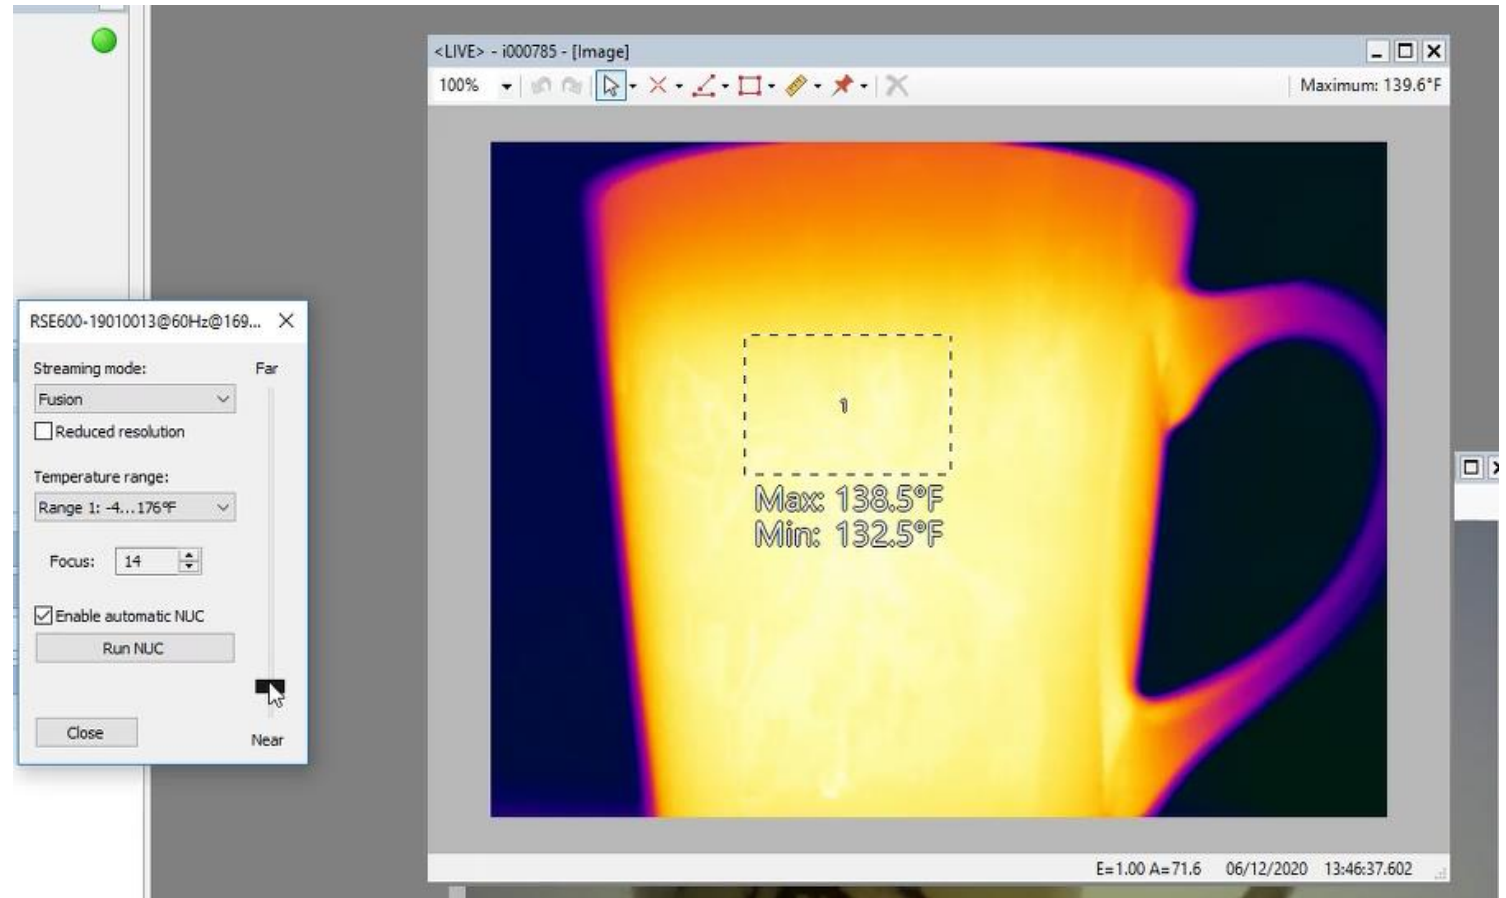 <LIVE> - i000785 - [Image]
100%
Maximum: 139.6°F
RSE600-19010013@60Hz@169...
Streaming mode:
Far
Fusion
Reduced resolution
Temperature range:
Range 1: -4...176°F
Focus:
14
Enable automatic NUC
Run NUC
Close
Near
1
Max: 138.5°F
Min: 132.5°F
E=1.00 A=71.6 06/12/2020 13:46:37.602